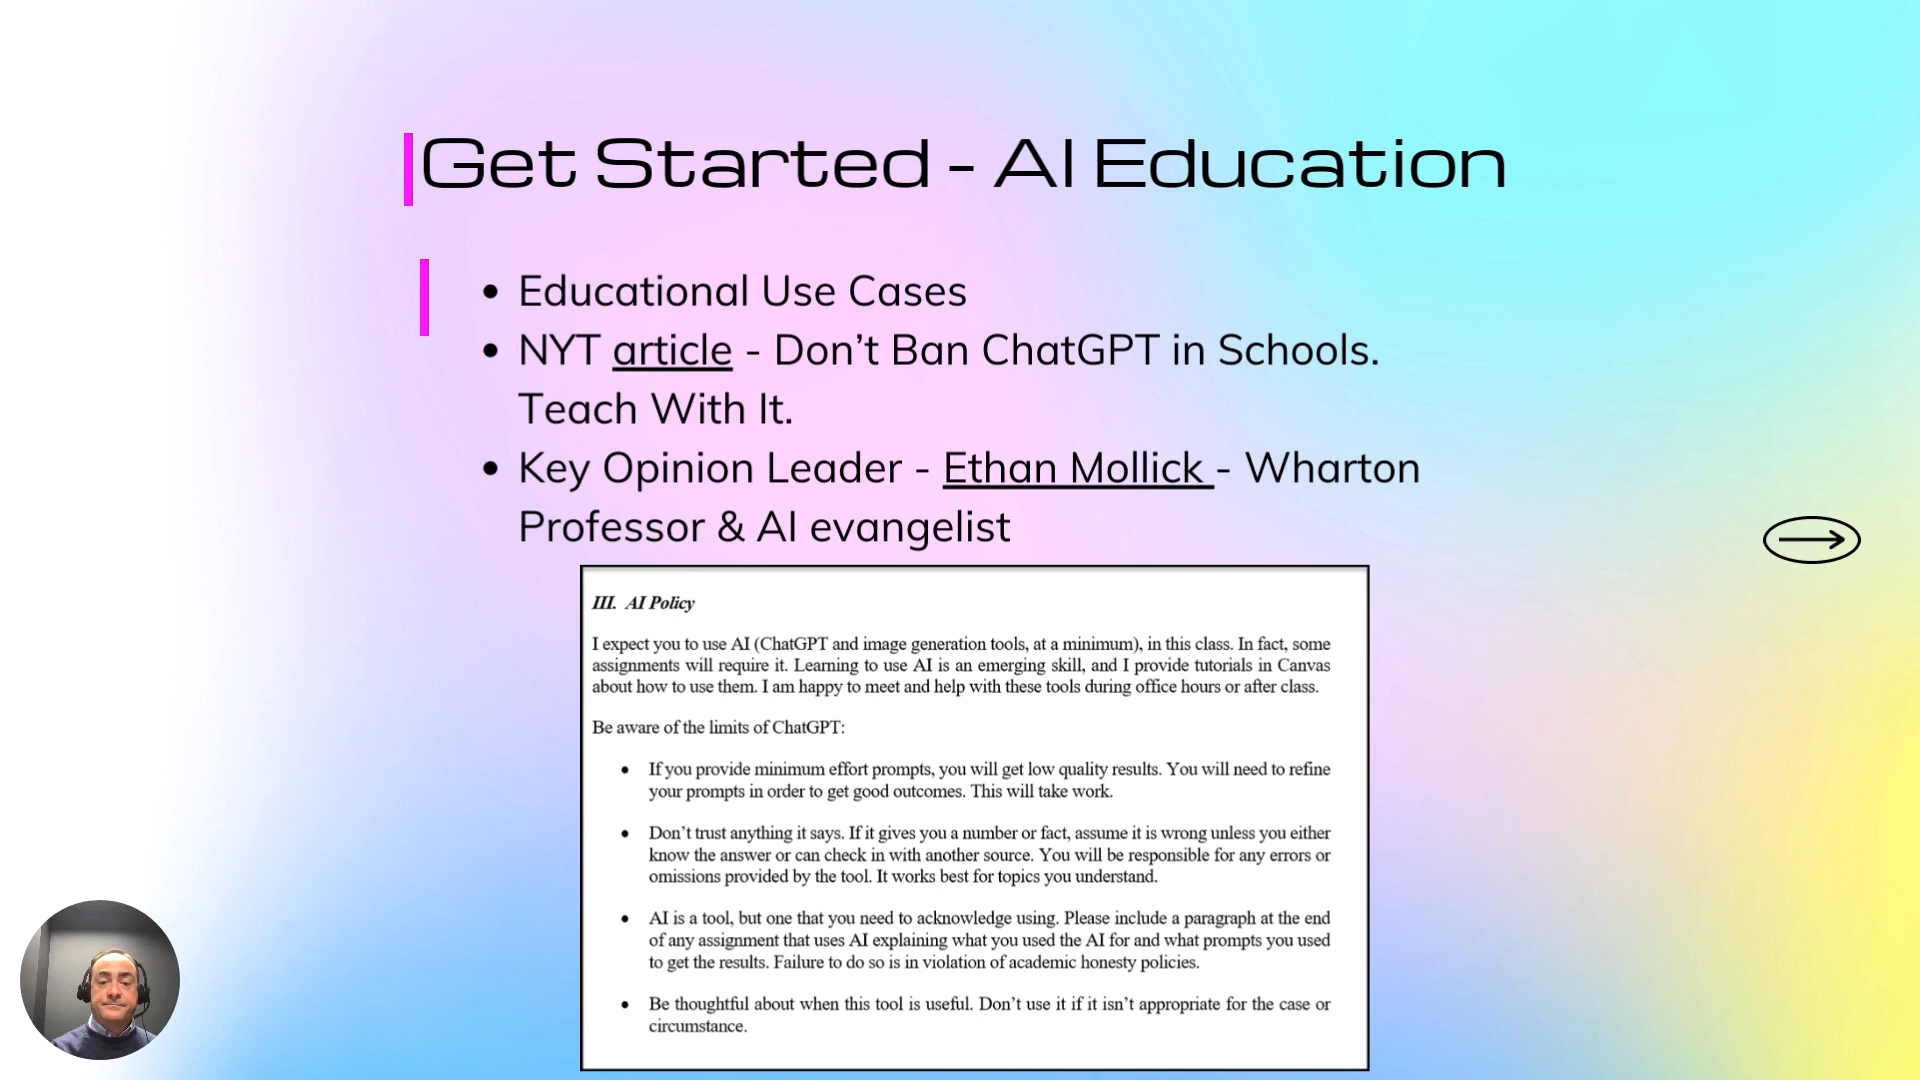 Get Started - AI Education
• Educational Use Cases
• NYT article - Don’t Ban ChatGPT in Schools.
Teach With It.
• Key Opinion Leader - Ethan Mollick - Wharton
Professor & AI evangelist
III. AI Policy
I expect you to use AI (ChatGPT and image generation tools, at a minimum), in this class. In fact, some
assignments will require it. Learning to use AI is an emerging skill, and I provide tutorials in Canvas
about how to use them. I am happy to meet and help with these tools during office hours or after class.
Be aware of the limits of ChatGPT:
• If you provide minimum effort prompts, you will get low quality results. You will need to refine
your prompts in order to get good outcomes. This will take work.
• Don’t trust anything it says. If it gives you a number or fact, assume it is wrong unless you either
know the answer or can check in with another source. You will be responsible for any errors or
omissions provided by the tool. It works best for topics you understand.
• AI is a tool, but one that you need to acknowledge using. Please include a paragraph at the end
of any assignment that uses AI explaining what you used the AI for and what prompts you used
to get the results. Failure to do so is in violation of academic honesty policies.
• Be thoughtful about when this tool is useful. Don’t use it if it isn’t appropriate for the case or
circumstance.